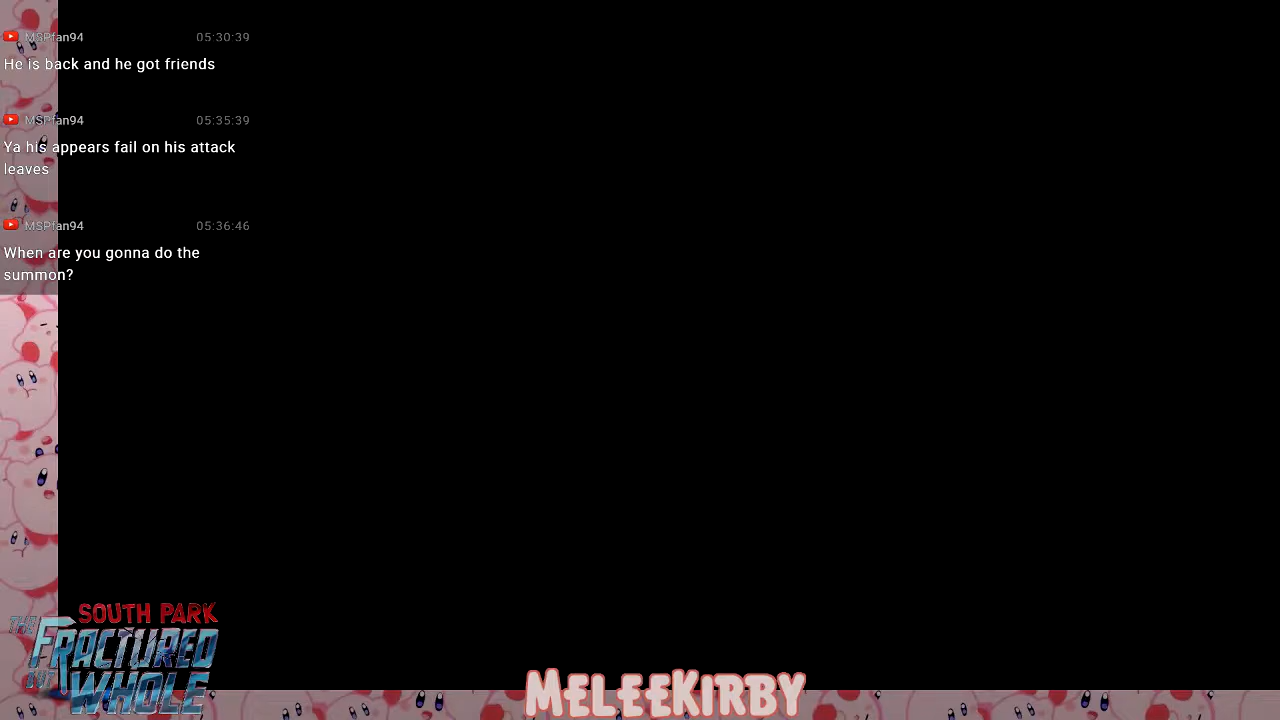 MSPfan94 05:30:39
He is back and he got friends
MSPfan94 05:35:39
Ya his appears fail on his attack
leaves
MSPfan94 05:36:46
When are you gonna do the
summon?
SOUTH PARK
THE FRACTURED
BUT WHOLE
MELEEKIRBY